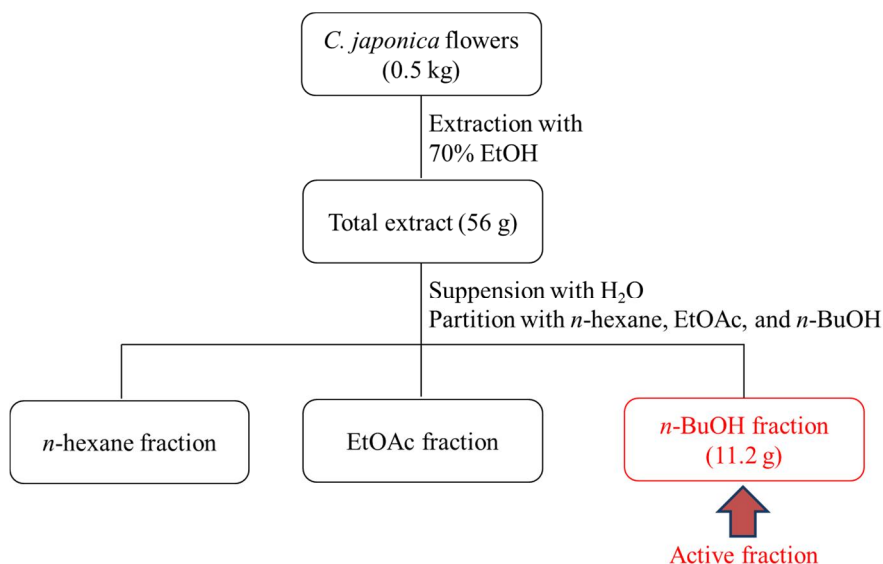 C. japonica flowers
(0.5 kg)
Extraction with
70% EtOH
Total extract (56 g)
Suppension with H₂O
Partition with n-hexane, EtOAc, and n-BuOH
n-hexane fraction
EtOAc fraction
n-BuOH fraction
(11.2 g)
Active fraction